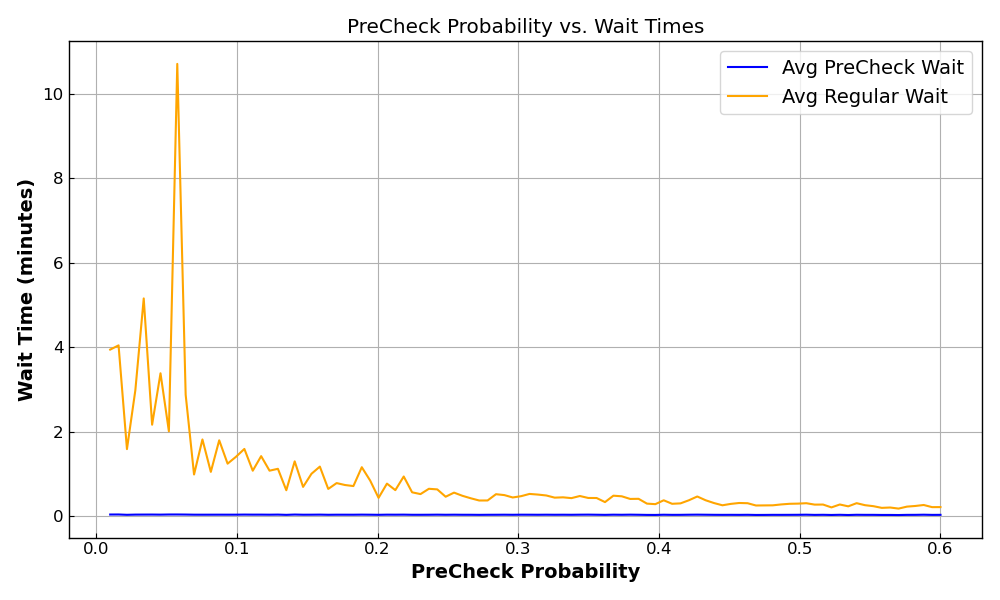 PreCheck Probability vs. Wait Times
Avg PreCheck Wait
Avg Regular Wait
Wait Time (minutes)
10
8
6
4
2
0
0.0 0.1 0.2 0.3 0.4 0.5 0.6
PreCheck Probability